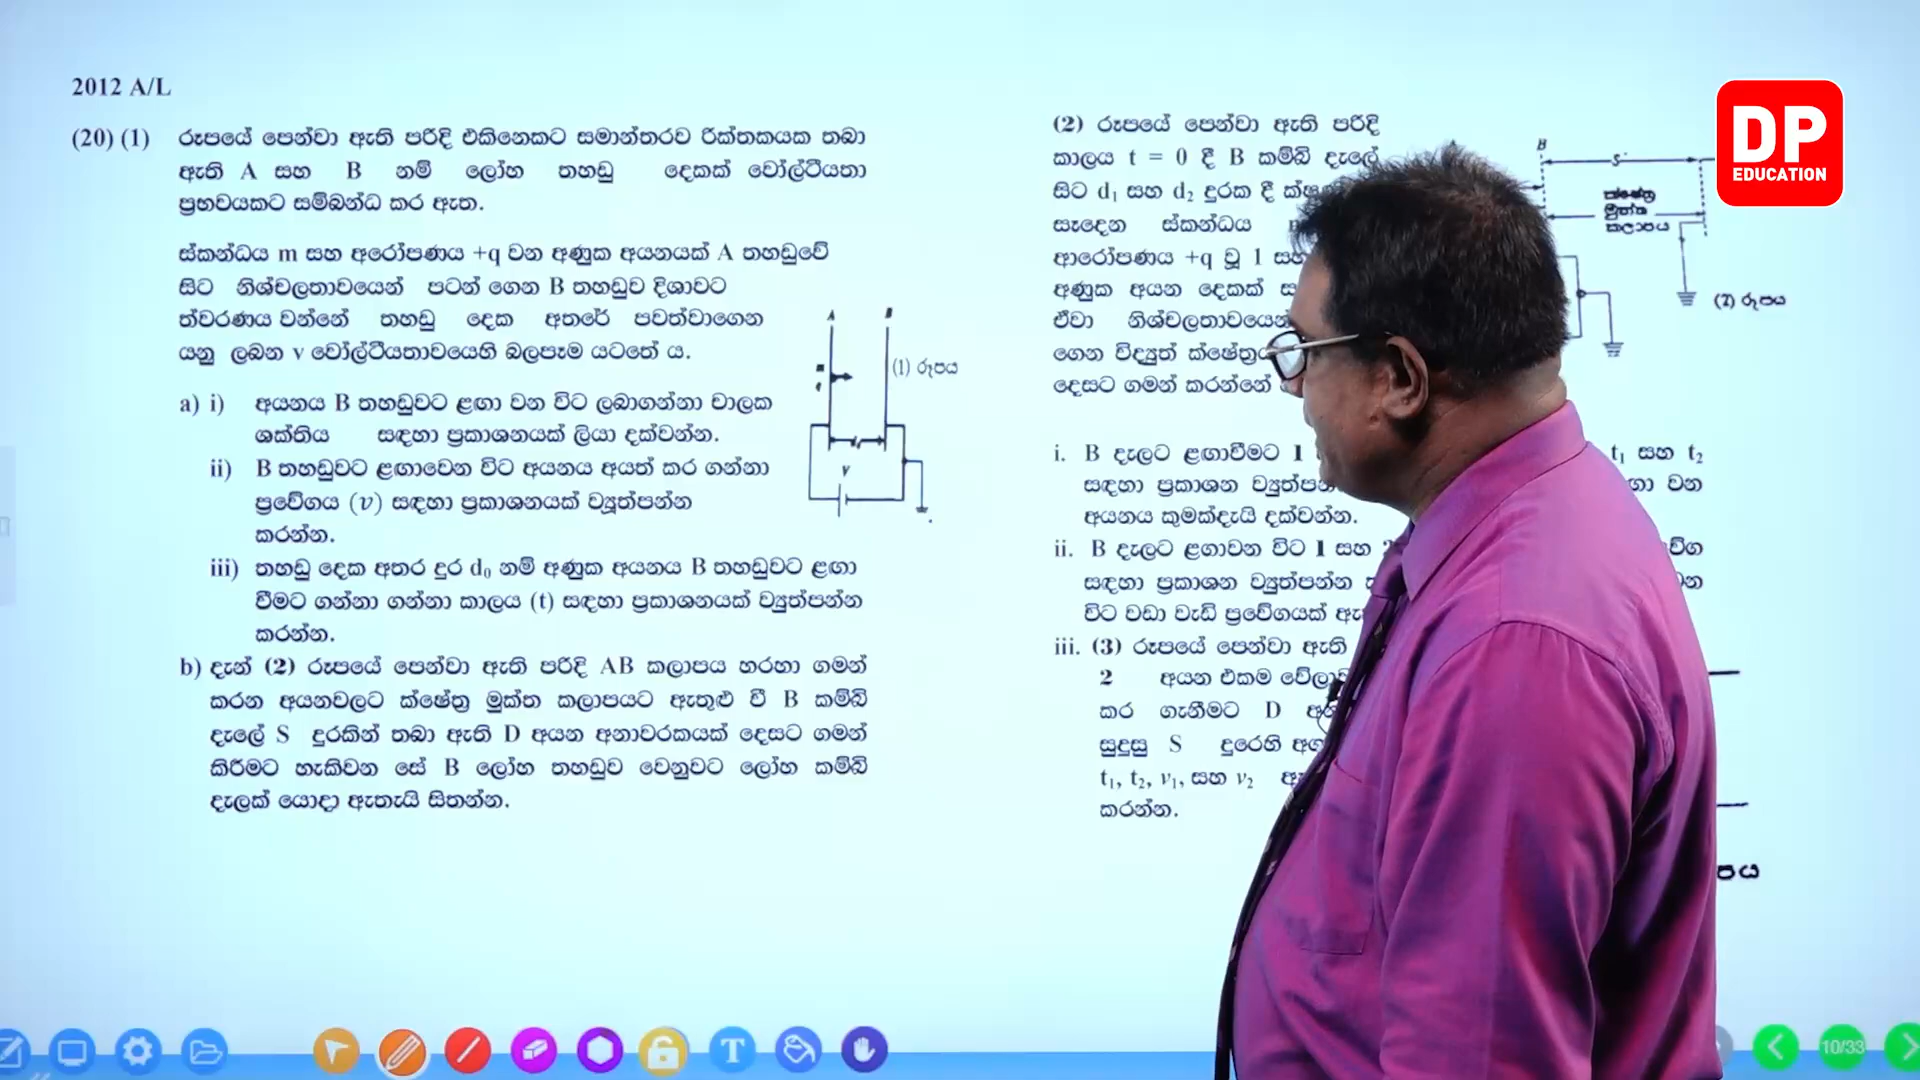 2012 A/L
(20) (1) රූපයේ පෙන්වා ඇති පරිදි එකිනෙකට සමාන්තරව රික්තකයක තබා
ඇති A සහ B නම් ලෝහ තහඩු දෙකක් වෝල්ටීයතා
ප්‍රභවයකට සම්බන්ධ කර ඇත.
ස්කන්ධය m සහ අරෝපණය +q වන අණුක අයනයක් A තහඩුවේ
සිට නිශ්චලතාවයෙන් පටන් ගෙන B තහඩුව දිශාවට
ත්වරණය වන්නේ තහඩු දෙක අතරේ පවත්වාගෙන
යනු ලබන v වෝල්ටීයතාවයෙහි බලපෑම යටතේ ය.
A B
(1) රූපය
v
a) i) අයනය B තහඩුවට ළඟා වන විට ලබාගන්නා චාලක
ශක්තිය සඳහා ප්‍රකාශනයක් ලියා දක්වන්න.
ii) B තහඩුවට ළඟාවෙන විට අයනය අයත් කර ගන්නා
ප්‍රවේගය (v) සඳහා ප්‍රකාශනයක් ව්‍යුත්පන්න
කරන්න.
iii) තහඩු දෙක අතර දුර d₀ නම් අණුක අයනය B තහඩුවට ළඟා
වීමට ගන්නා ගන්නා කාලය (t) සඳහා ප්‍රකාශනයක් ව්‍යුත්පන්න
කරන්න.
b) දැන් (2) රූපයේ පෙන්වා ඇති පරිදි AB කලාපය හරහා ගමන්
කරන අයනවලට ක්ෂේත්‍ර මුක්ත කලාපයට ඇතුළු වී B කම්බි
දැලේ S දුරකින් තබා ඇති D අයන අනාවරකයක් දෙසට ගමන්
කිරීමට හැකිවන සේ B ලෝහ තහඩුව වෙනුවට ලෝහ කම්බි
දැලක් යොදා ඇතැයි සිතන්න.
(2) රූපයේ පෙන්වා ඇති පරිදි
කාලය t = 0 දී B කම්බි දැලේ
සිට d₁ සහ d₂ දුරක දී
සෑදෙන ස්කන්ධය
ආරෝපණය +q වූ 1
අණුක අයන දෙකක්
ඒවා නිශ්චලතාවයෙන්
ගෙන විද්‍යුත්
දෙසට ගමන් කරන්නේ
B S
ක්ෂේත්‍ර
මුක්ත
කලාපය
(2) රූපය
i. B දැලට ළඟාවීමට 1 t₁ සහ t₂
සඳහා ප්‍රකාශන වන
අයනය කුමක්දැයි දක්වන්න.
ii. B දැලට ළඟාවන විට 1 සහ
සඳහා ප්‍රකාශන ව්‍යුත්පන්න
විට වඩා වැඩි ප්‍රවේගයක්
iii. (3) රූපයේ පෙන්වා ඇති
2 අයන එකම
කර ගැනීමට D
සුදුසු S දුරෙහි
t₁, t₂, v₁, සහ v₂
කරන්න.
DP
EDUCATION
T
10/33